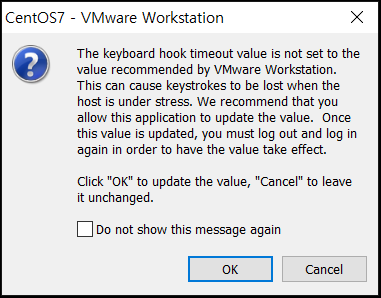 CentOS7 - VMware Workstation
The keyboard hook timeout value is not set to the
value recommended by VMware Workstation.
This can cause keystrokes to be lost when the
host is under stress. We recommend that you
allow this application to update the value.  Once
this value is updated, you must log out and log in
again in order to have the value take effect.
Click "OK" to update the value, "Cancel" to leave
it unchanged.
Do not show this message again
OK
Cancel